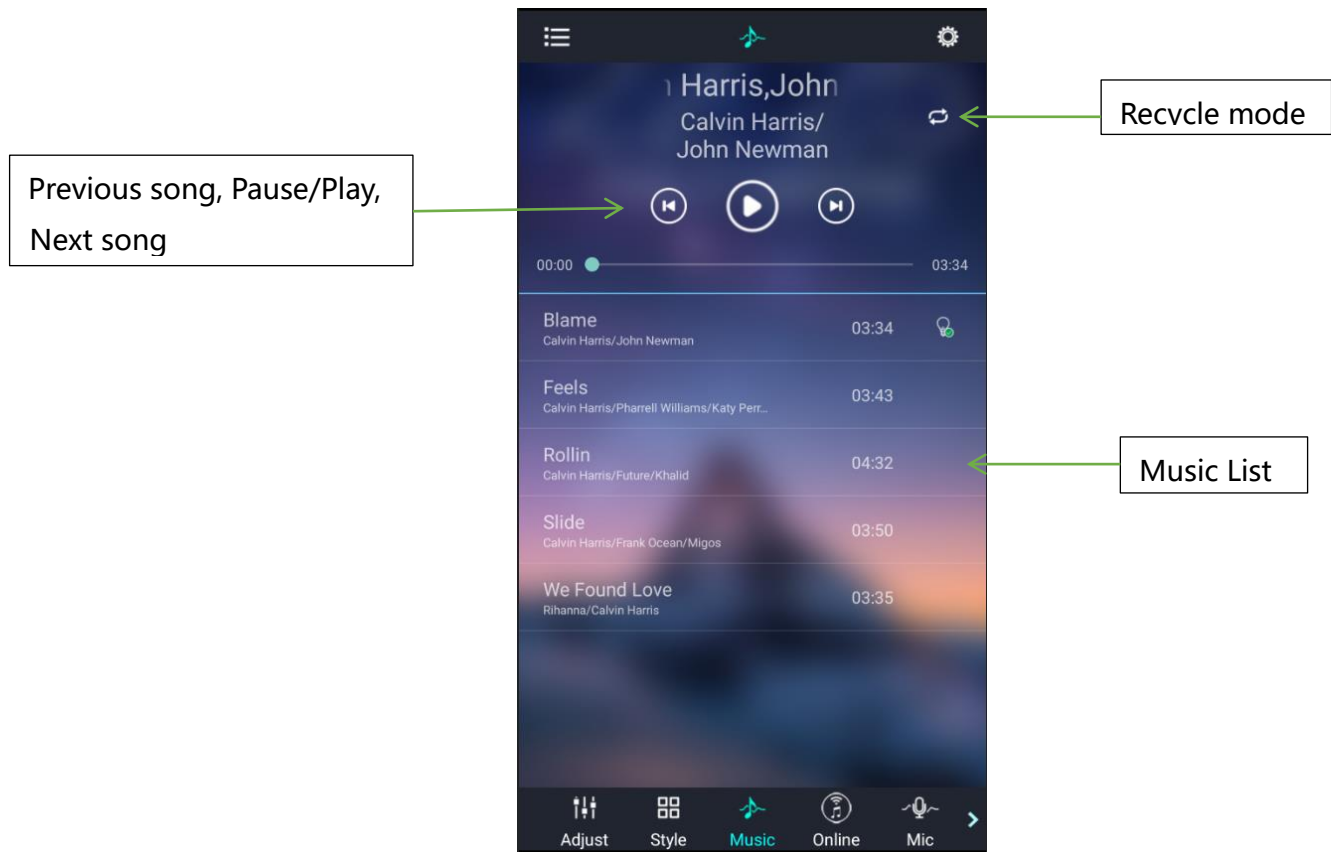 Harris,John
Calvin Harris/
John Newman
Recycle mode
Previous song, Pause/Play,
Next song
00:00
03:34
Blame
03:34
Calvin Harris/John Newman
Feels
03:43
Calvin Harris/Pharrell Williams/Katy Perr...
Rollin
04:32
Calvin Harris/Future/Khalid
Music List
Slide
03:50
Calvin Harris/Frank Ocean/Migos
We Found Love
03:35
Rihanna/Calvin Harris
Adjust
Style
Music
Online
Mic